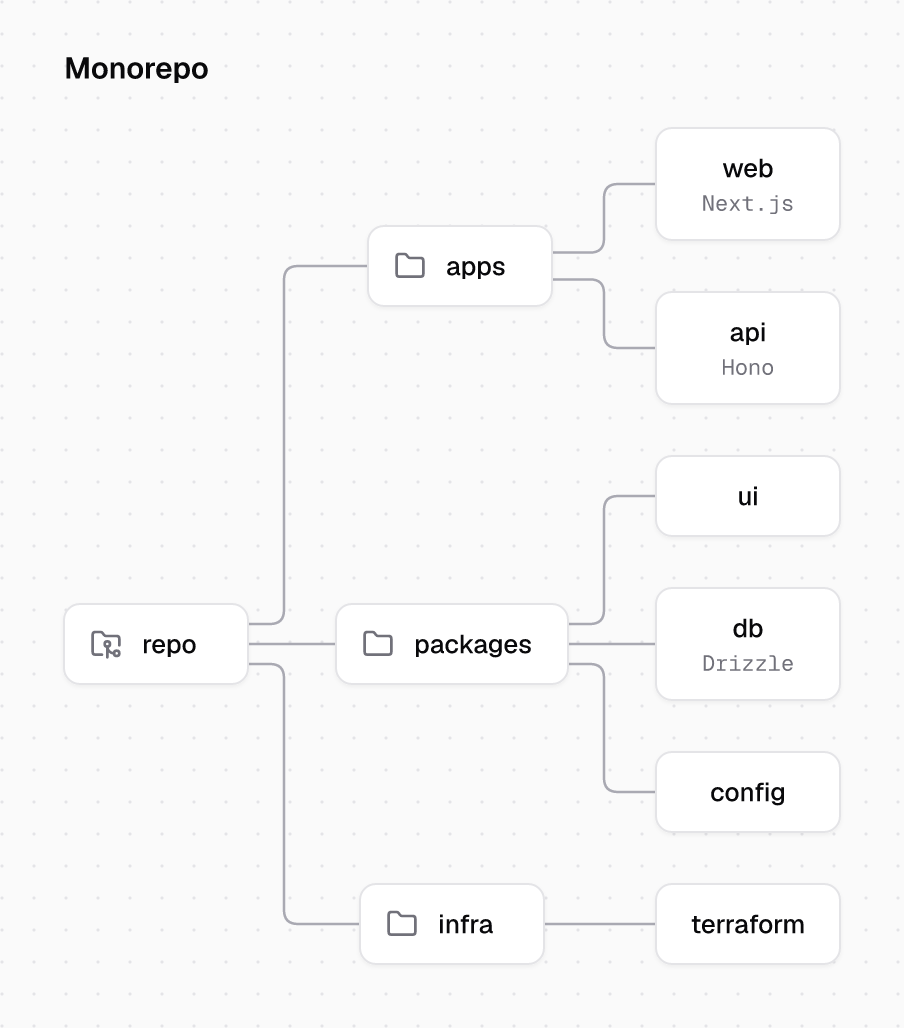 Monorepo
web
Next.js
apps
api
Hono
ui
repo
packages
db
Drizzle
config
infra
terraform